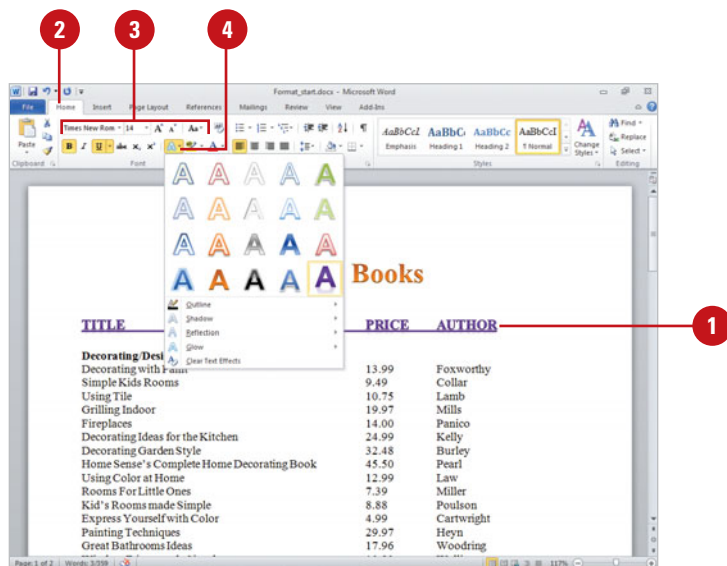 2
3
4
Format_start.docx - Microsoft Word
File Home Insert Page Layout References Mailings Review View Add-Ins
Times New Rom 14 A A Aa
AaBbCcI AaBbC AaBbCc AaBbCcI
Find
Replace
Select
Paste
B I U abc x, x² A
Emphasis Heading 1 Heading 2 ¶ Normal
Change Styles
Clipboard Font Styles Editing
Books
Outline
Shadow
Reflection
Glow
Clear Text Effects
TITLE PRICE AUTHOR
1
Decorating/Desi
Decorating with 13.99 Foxworthy
Simple Kids Rooms 9.49 Collar
Using Tile 10.75 Lamb
Grilling Indoor 19.97 Mills
Fireplaces 14.00 Panico
Decorating Ideas for the Kitchen 24.99 Kelly
Decorating Garden Style 32.48 Burley
Home Sense's Complete Home Decorating Book 45.50 Pearl
Using Color at Home 12.99 Law
Rooms For Little Ones 7.39 Miller
Kid's Rooms made Simple 8.88 Poulson
Express Yourself with Color 4.99 Cartwright
Painting Techniques 29.97 Heyn
Great Bathrooms Ideas 17.96 Woodring
Page: 1 of 2 Words: 3/559 117%